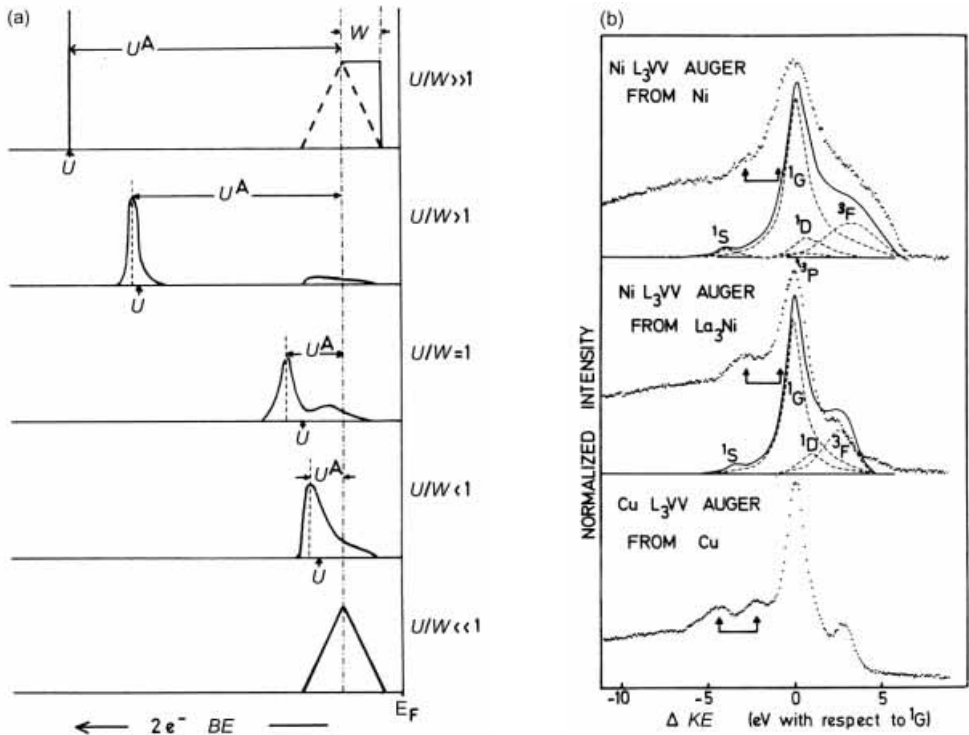 (a)
U^A
W
U/W>>1
U
U^A
U/W>1
U
U^A
U/W=1
U
U^A
U/W<1
U
U/W<<1
E_F
2e⁻ BE
(b)
Ni L₃VV AUGER
FROM Ni
¹G
¹S
¹D
³F
³P
Ni L₃VV AUGER
FROM La₃Ni
¹G
¹S
¹D
³F
Cu L₃VV AUGER
FROM Cu
NORMALIZED INTENSITY
-10 -5 0 5
Δ KE (eV with respect to ¹G)